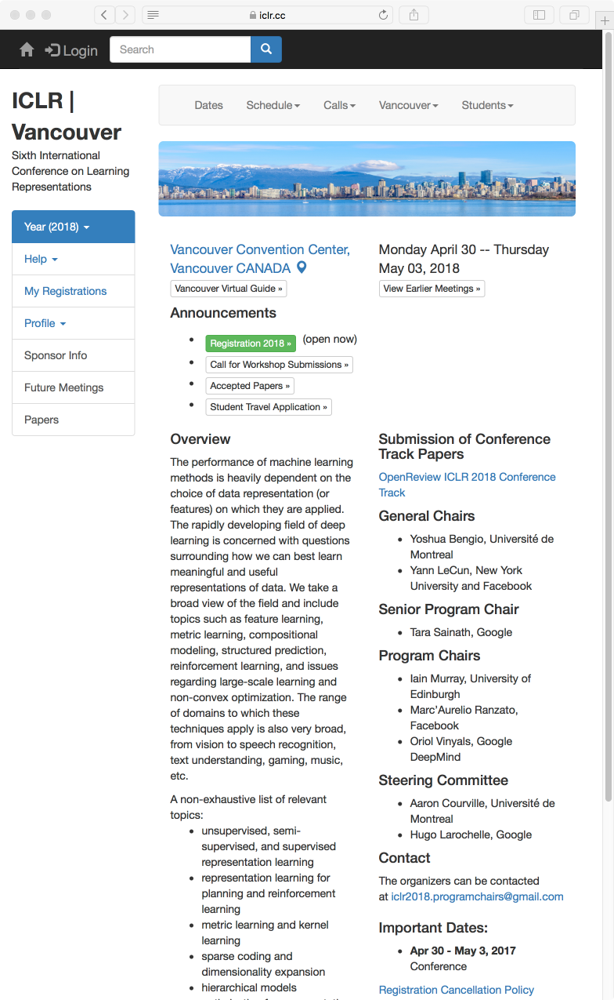 iclr.cc
Login
Search
ICLR |
Vancouver
Sixth International
Conference on Learning
Representations
Year (2018)
Help
My Registrations
Profile
Sponsor Info
Future Meetings
Papers
Dates
Schedule
Calls
Vancouver
Students
Vancouver Convention Center,
Vancouver CANADA
Vancouver Virtual Guide »
Monday April 30 -- Thursday
May 03, 2018
View Earlier Meetings »
Announcements
• Registration 2018 » (open now)
• Call for Workshop Submissions »
• Accepted Papers »
• Student Travel Application »
Overview
The performance of machine learning
methods is heavily dependent on the
choice of data representation (or
features) on which they are applied.
The rapidly developing field of deep
learning is concerned with questions
surrounding how we can best learn
meaningful and useful
representations of data. We take a
broad view of the field and include
topics such as feature learning,
metric learning, compositional
modeling, structured prediction,
reinforcement learning, and issues
regarding large-scale learning and
non-convex optimization. The range
of domains to which these
techniques apply is also very broad,
from vision to speech recognition,
text understanding, gaming, music,
etc.
A non-exhaustive list of relevant
topics:
• unsupervised, semi-
supervised, and supervised
representation learning
• representation learning for
planning and reinforcement
learning
• metric learning and kernel
learning
• sparse coding and
dimensionality expansion
• hierarchical models
Submission of Conference
Track Papers
OpenReview ICLR 2018 Conference
Track
General Chairs
• Yoshua Bengio, Université de
Montreal
• Yann LeCun, New York
University and Facebook
Senior Program Chair
• Tara Sainath, Google
Program Chairs
• Iain Murray, University of
Edinburgh
• Marc’Aurelio Ranzato,
Facebook
• Oriol Vinyals, Google
DeepMind
Steering Committee
• Aaron Courville, Université de
Montreal
• Hugo Larochelle, Google
Contact
The organizers can be contacted
at iclr2018.programchairs@gmail.com
Important Dates:
• Apr 30 - May 3, 2017
Conference
Registration Cancellation Policy